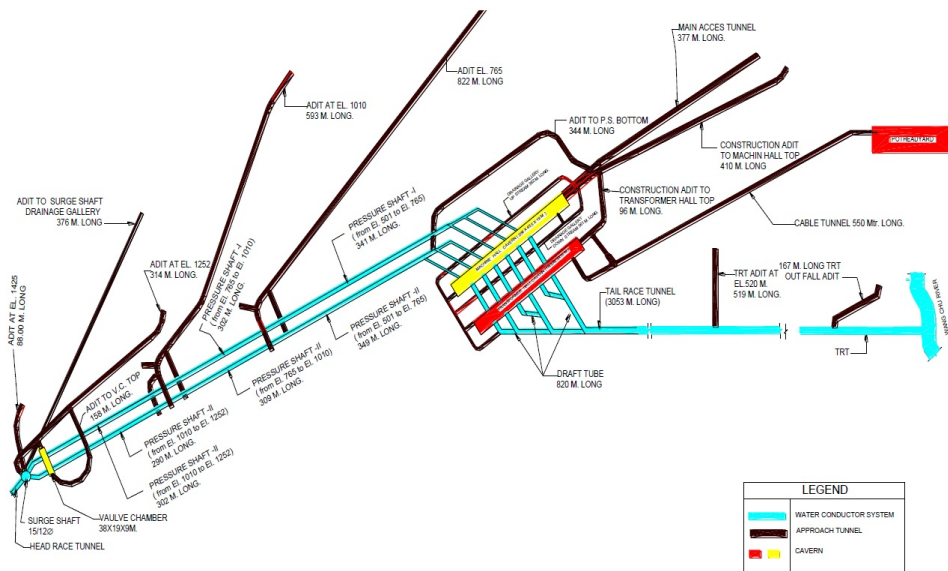 MAIN ACCES TUNNEL
377 M. LONG.
ADIT EL. 765
822 M. LONG
ADIT AT EL. 1010
593 M. LONG.
ADIT TO P.S. BOTTOM
344 M. LONG
CONSTRUCTION ADIT
TO MACHIN HALL TOP
410 M. LONG
POTHEADYARD
ADIT TO SURGE SHAFT
DRAINAGE GALLERY
376 M. LONG.
DRAINAGE GALLERY
CONSTRUCTION ADIT TO
TRANSFORMER HALL TOP
96 M. LONG.
CABLE TUNNEL 550 Mtr. LONG.
PRESSURE SHAFT -I
( from EL. 501 to EL. 765)
341 M. LONG.
ADIT AT EL. 1252
314 M. LONG.
PRESSURE SHAFT -I
( from El. 765 to El. 1010)
302 M. LONG.
ADIT AT EL. 1425
88.00 M. LONG
TRT ADIT AT
EL.520 M.
519 M. LONG.
167 M. LONG TRT
OUT FALL ADIT
TAIL RACE TUNNEL
(3053 M. LONG)
TRT
PRESSURE SHAFT -II
( from El. 501 to El. 765)
349 M. LONG.
PRESSURE SHAFT -II
( from El. 765 to El. 1010)
309 M. LONG.
DRAFT TUBE
820 M. LONG
ADIT TO V.C. TOP
158 M. LONG.
PRESSURE SHAFT -II
( from El. 1010 to El. 1252)
290 M. LONG.
PRESSURE SHAFT -II
( from El. 1010 to El. 1252)
302 M. LONG.
SURGE SHAFT
15/12Ø
VAULVE CHAMBER
38X19X9M.
HEAD RACE TUNNEL
LEGEND
WATER CONDUCTOR SYSTEM
APPROACH TUNNEL
CAVERN